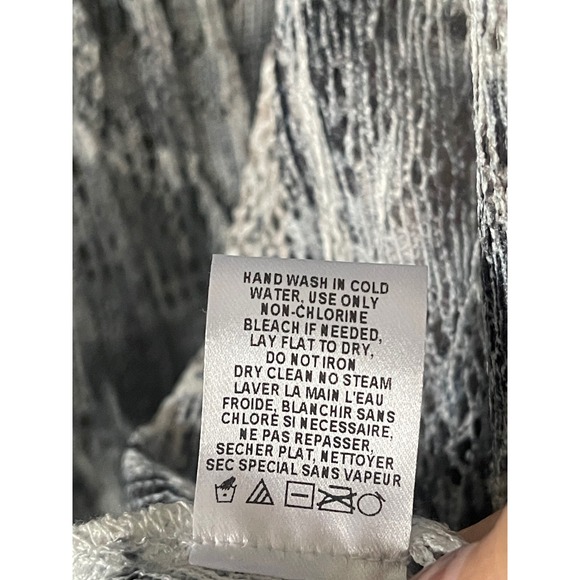 HAND WASH IN COLD
WATER, USE ONLY
NON-CHLORINE
BLEACH IF NEEDED,
LAY FLAT TO DRY,
DO NOT IRON
DRY CLEAN NO STEAM
LAVER LA MAIN L'EAU
FROIDE, BLANCHIR SANS
CHLORÉ SI NECESSAIRE,
NE PAS REPASSER,
SECHER PLAT, NETTOYER
SEC SPECIAL SANS VAPEUR